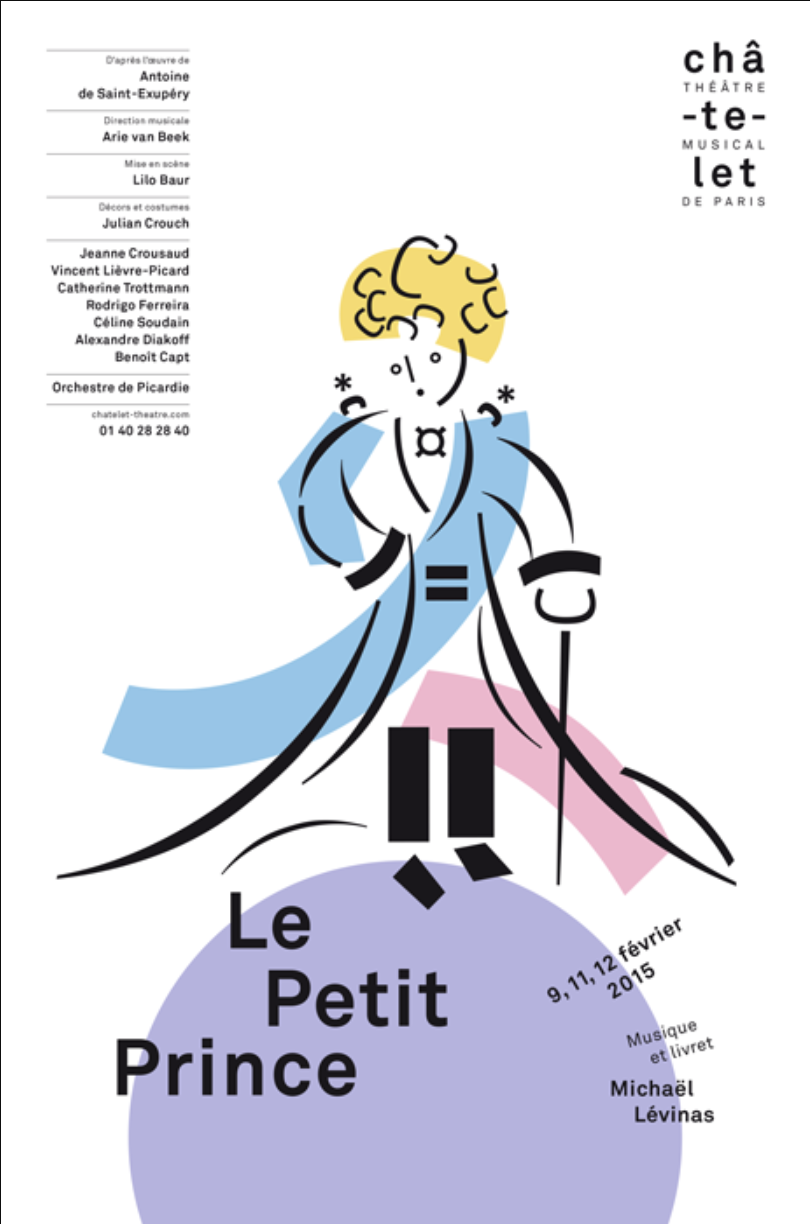 D'après l'œuvre de
Antoine
de Saint-Exupéry
Direction musicale
Arie van Beek
Mise en scène
Lilo Baur
Décors et costumes
Julian Crouch
Jeanne Crousaud
Vincent Lièvre-Picard
Catherine Trottmann
Rodrigo Ferreira
Céline Soudain
Alexandre Diakoff
Benoît Capt
Orchestre de Picardie
chatelet-theatre.com
01 40 28 28 40
châ
THÉÂTRE
-te-
MUSICAL
let
DE PARIS
Le
Petit
Prince
9, 11, 12 février
2015
Musique
et livret
Michaël
Lévinas